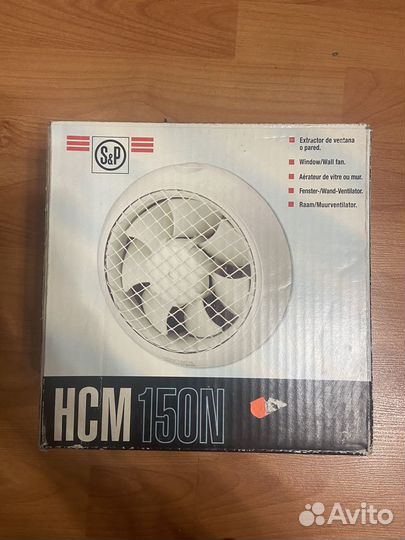 S&P
Extractor de ventana
o pared.
Window/Wall fan.
Aérateur de vitre ou mur.
Fenster-/Wand-Ventilator.
Raam/Muurventilator.
HCM 150N
Avito